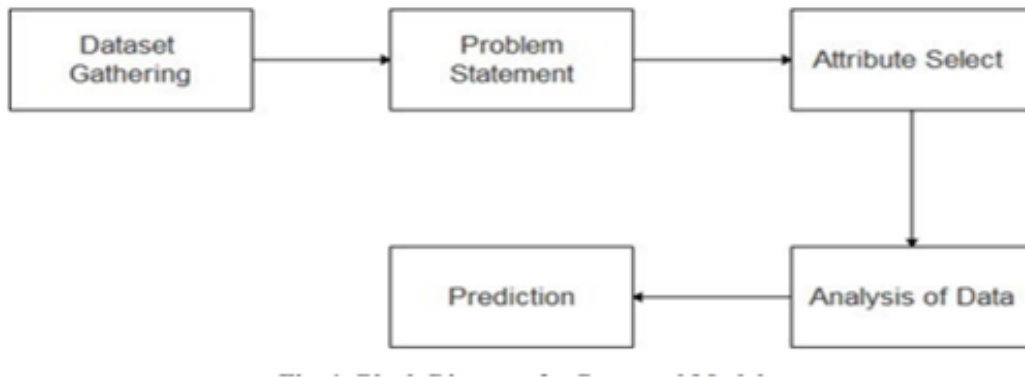 Dataset
Gathering
Problem
Statement
Attribute Select
Prediction
Analysis of Data